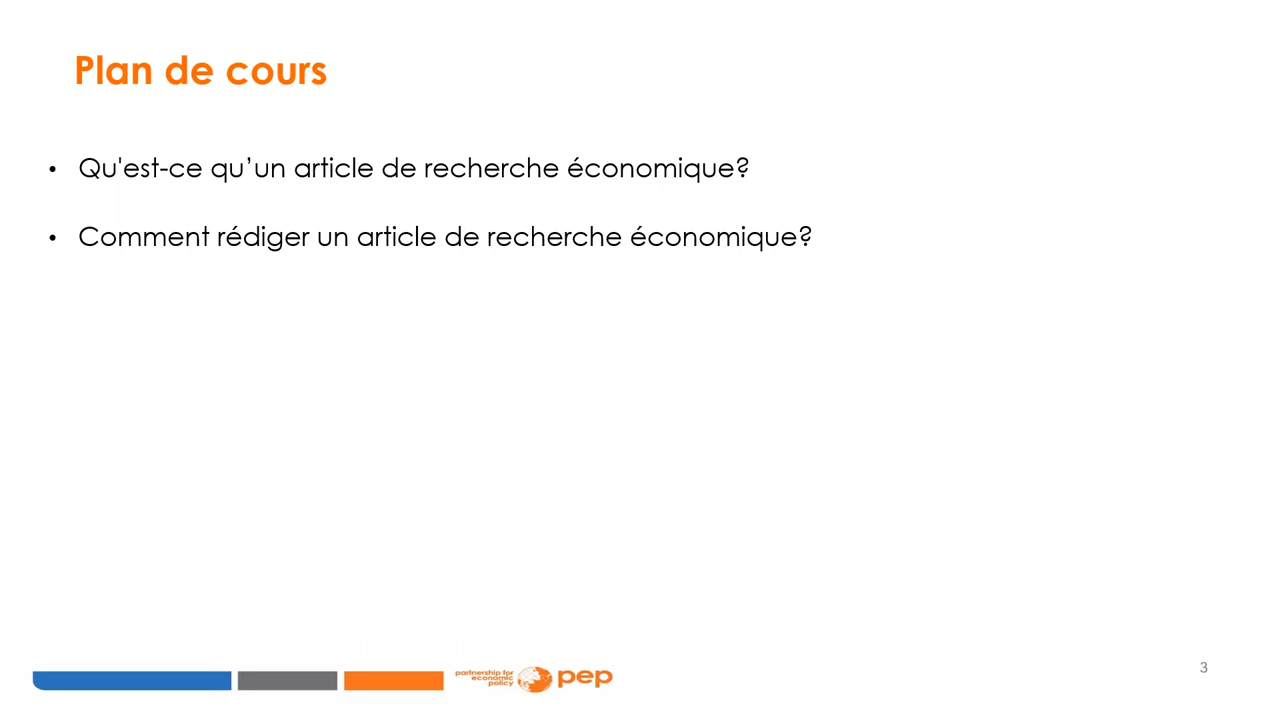 Plan de cours
• Qu'est-ce qu’un article de recherche économique?
• Comment rédiger un article de recherche économique?
partnership for
economic
policy
pep
3